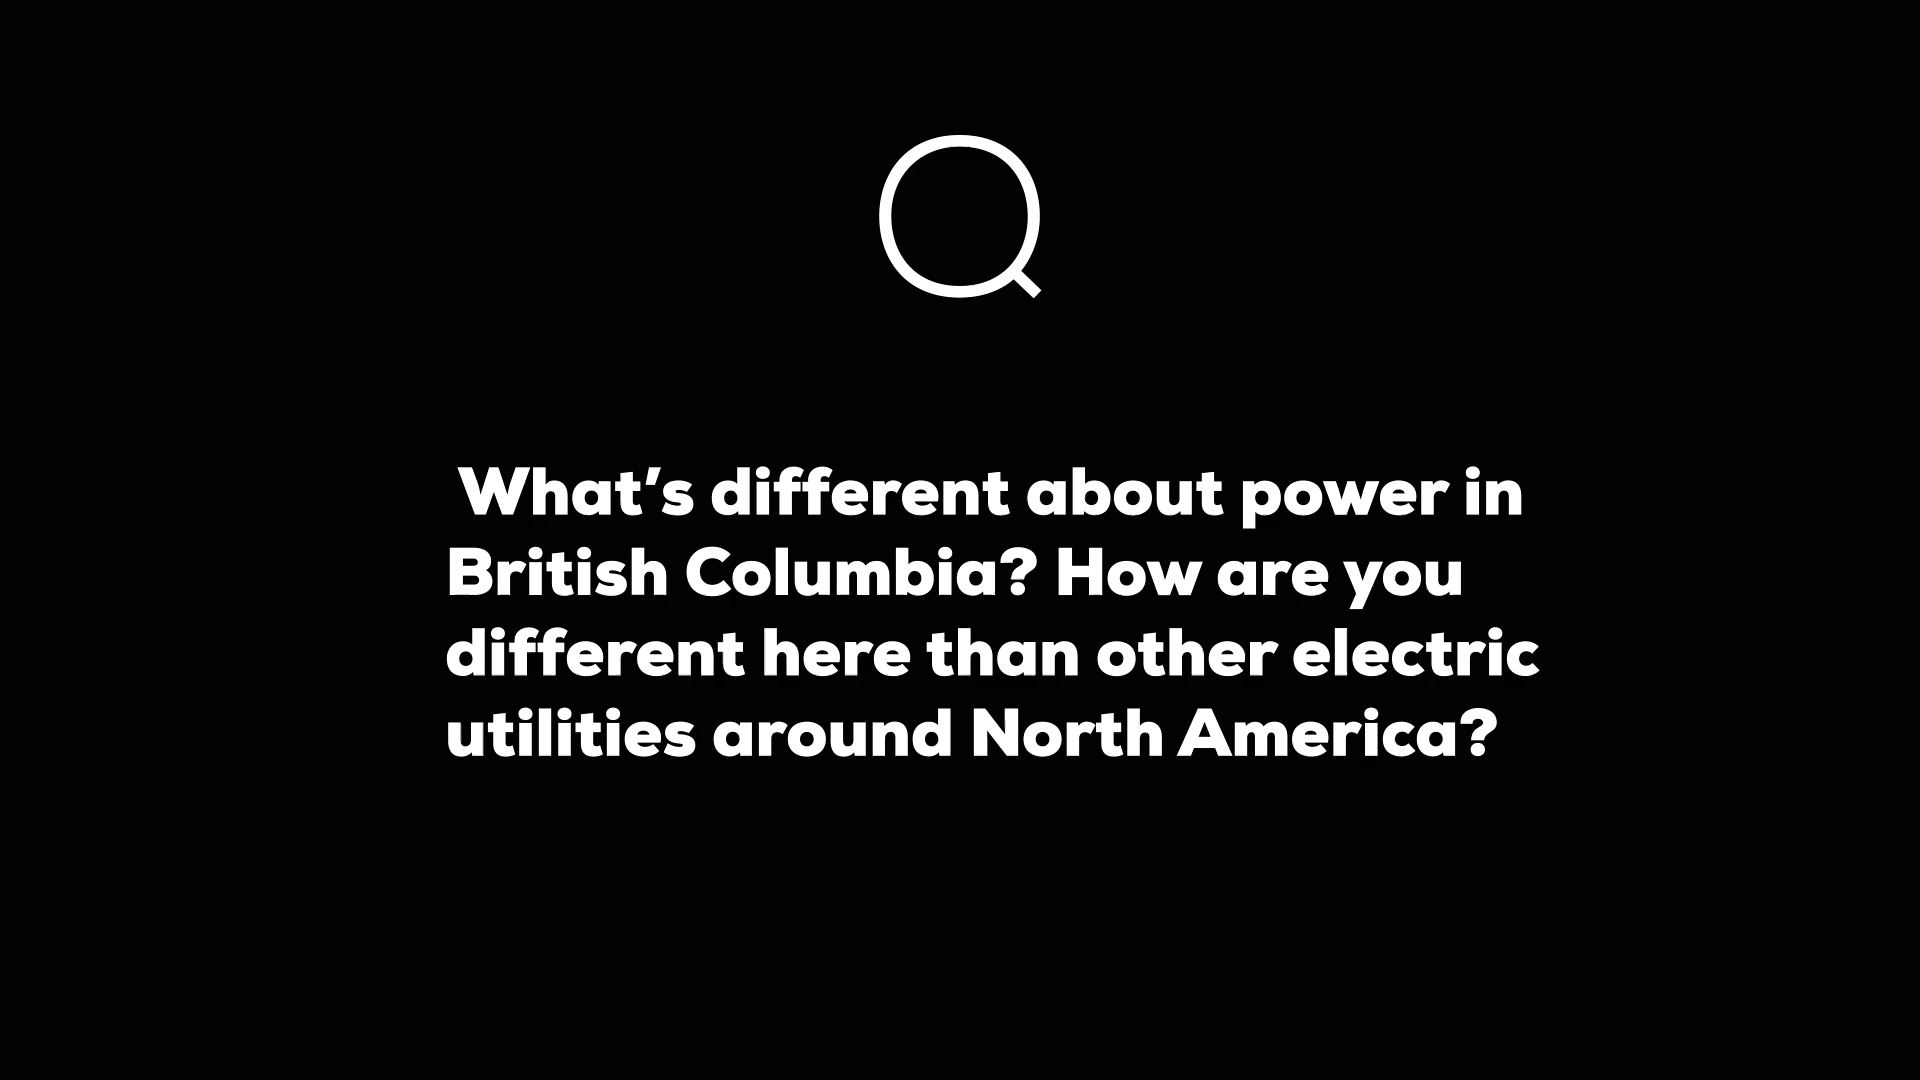 Q
What’s different about power in
British Columbia? How are you
different here than other electric
utilities around North America?